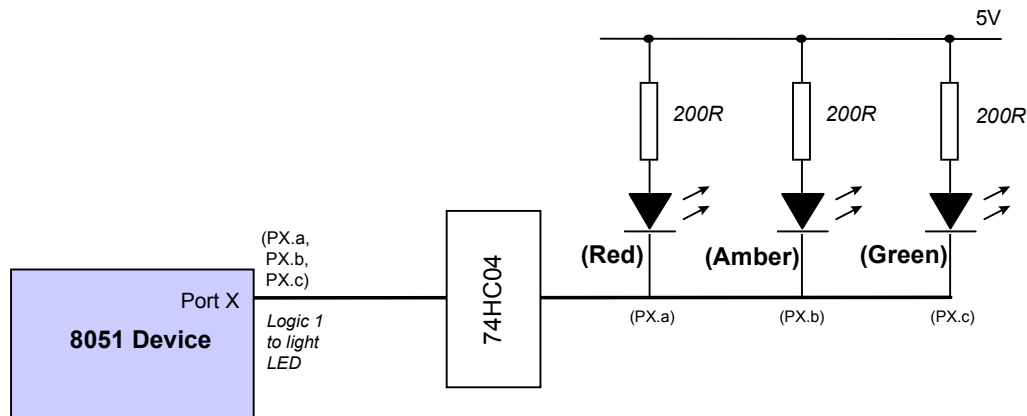 5V
200R
200R
200R
(Red)
(Amber)
(Green)
(PX.a,
PX.b,
PX.c)
Port X
8051 Device
Logic 1
to light
LED
74HC04
(PX.a)
(PX.b)
(PX.c)